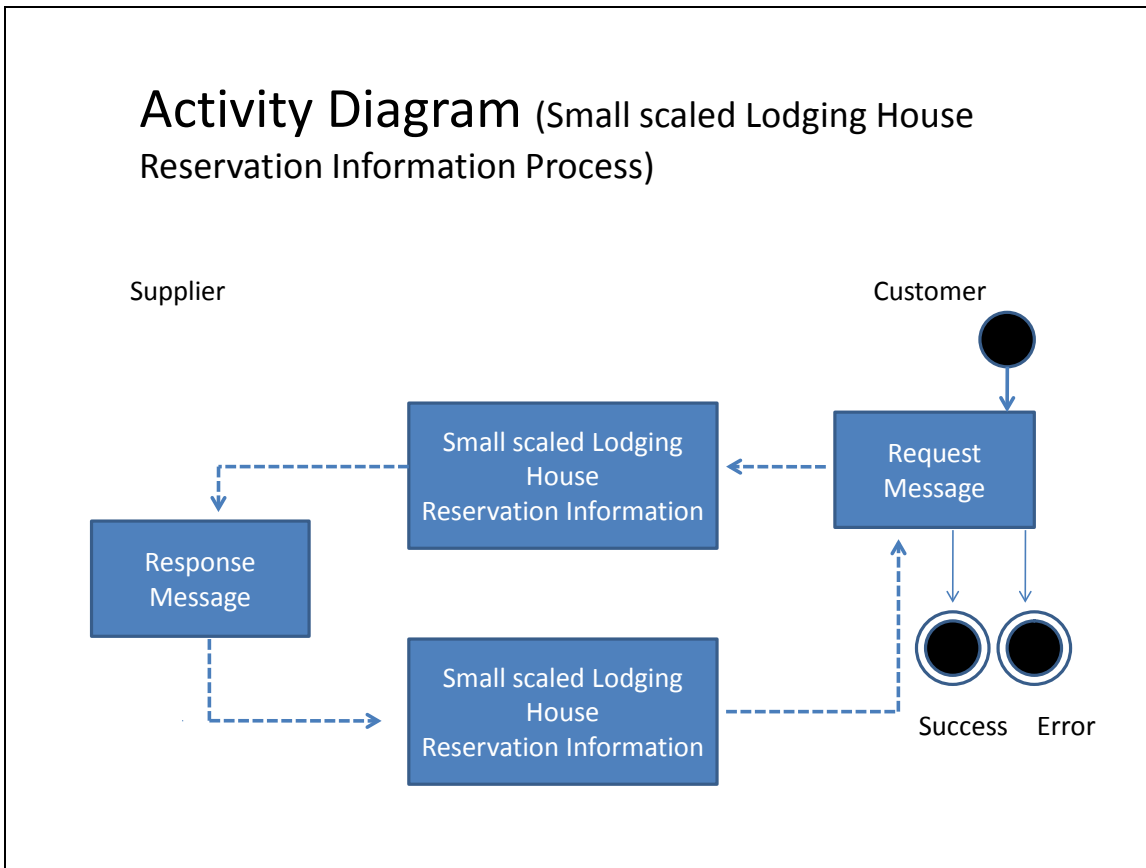 Activity Diagram (Small scaled Lodging House
Reservation Information Process)
Supplier
Customer
Small scaled Lodging
House
Reservation Information
Request
Message
Response
Message
Small scaled Lodging
House
Reservation Information
Success
Error